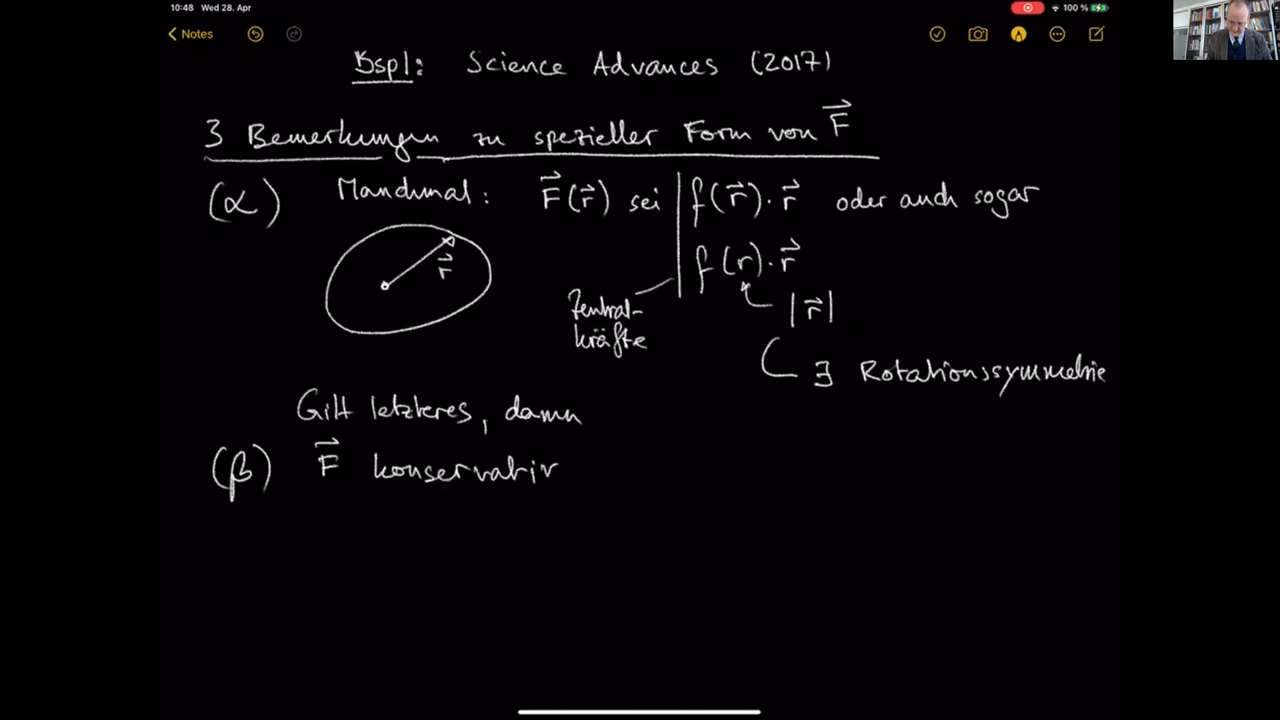 10:48 Wed 28. Apr
100 %
Notes
Bspl: Science Advances (2017)
3 Bemerkungen zu spezieller Form von F⃗
(α) Manchmal: F⃗(r⃗) sei f(r⃗)·r⃗ oder auch sogar
f(r)·r⃗
r⃗
|r⃗|
Zentral-
kräfte
∃ Rotationssymmetrie
Gilt letzteres, dann
(β) F⃗ konservativ